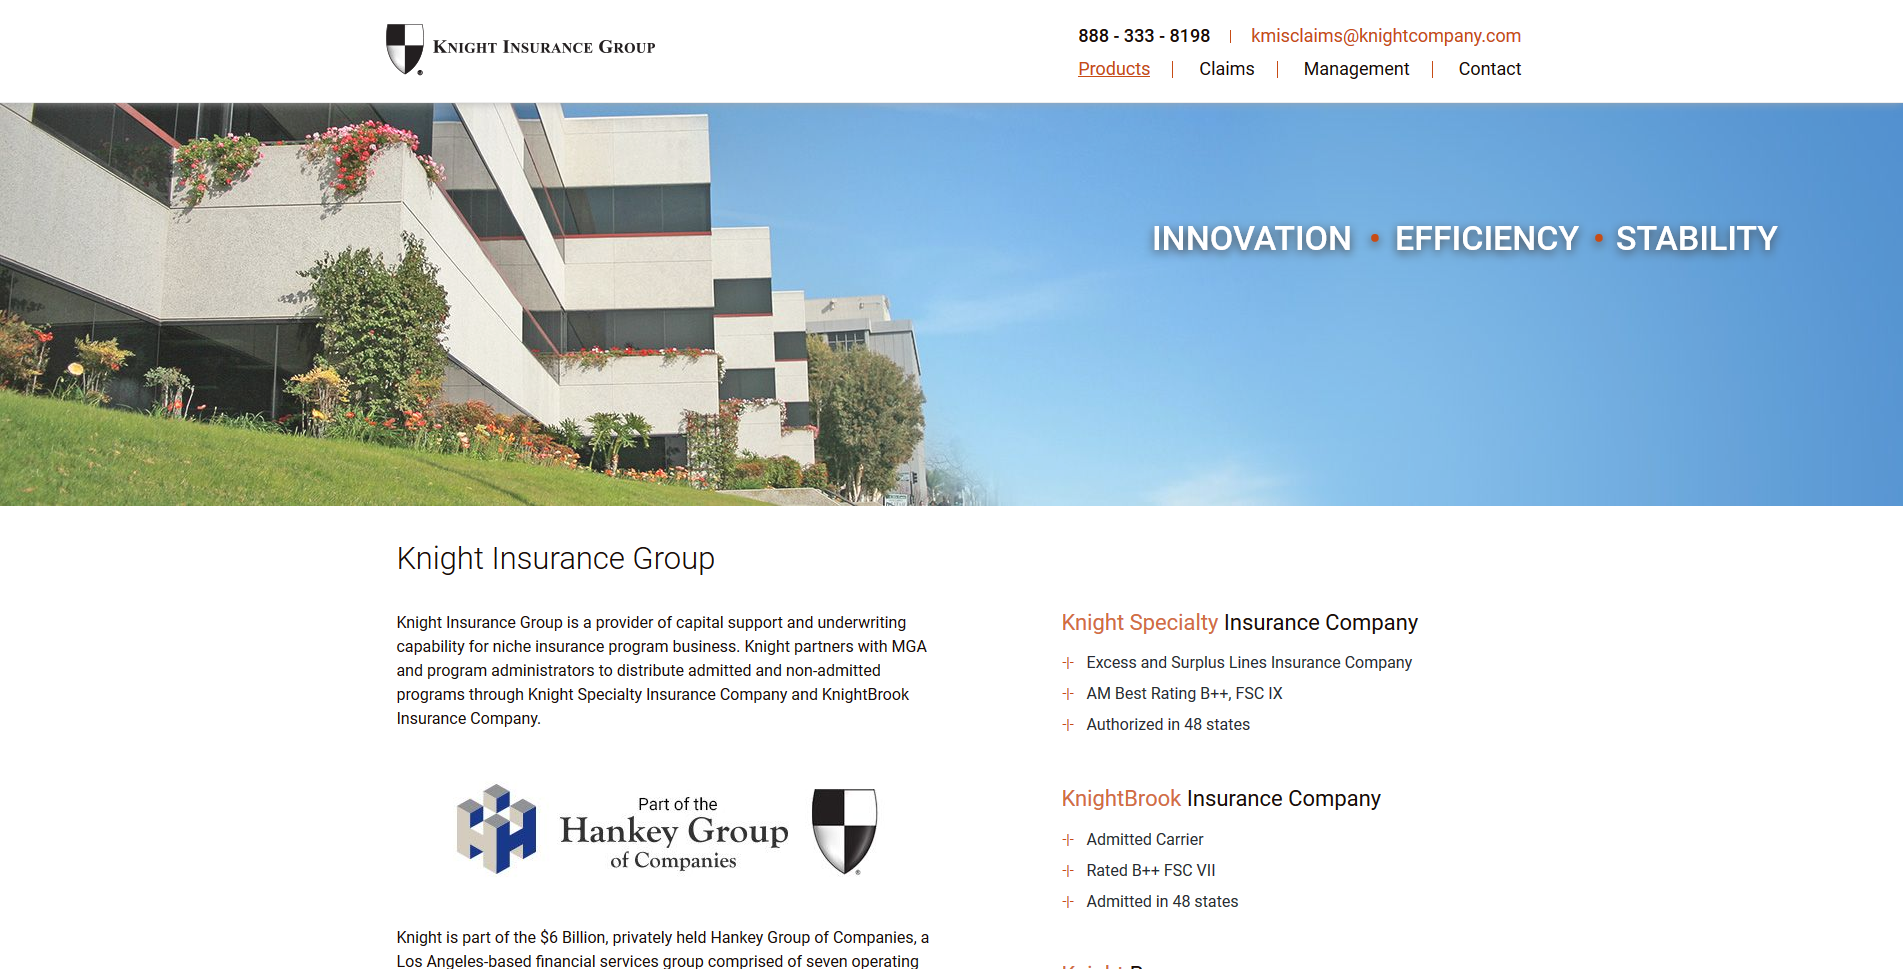 KNIGHT INSURANCE GROUP
888 - 333 - 8198 | kmisclaims@knightcompany.com
Products | Claims | Management | Contact
INNOVATION • EFFICIENCY • STABILITY
Knight Insurance Group
Knight Insurance Group is a provider of capital support and underwriting
capability for niche insurance program business. Knight partners with MGA
and program administrators to distribute admitted and non-admitted
programs through Knight Specialty Insurance Company and KnightBrook
Insurance Company.
Part of the
Hankey Group
of Companies
®
Knight is part of the $6 Billion, privately held Hankey Group of Companies, a
Los Angeles-based financial services group comprised of seven operating
Knight Specialty Insurance Company
Excess and Surplus Lines Insurance Company
AM Best Rating B++, FSC IX
Authorized in 48 states
KnightBrook Insurance Company
Admitted Carrier
Rated B++ FSC VII
Admitted in 48 states